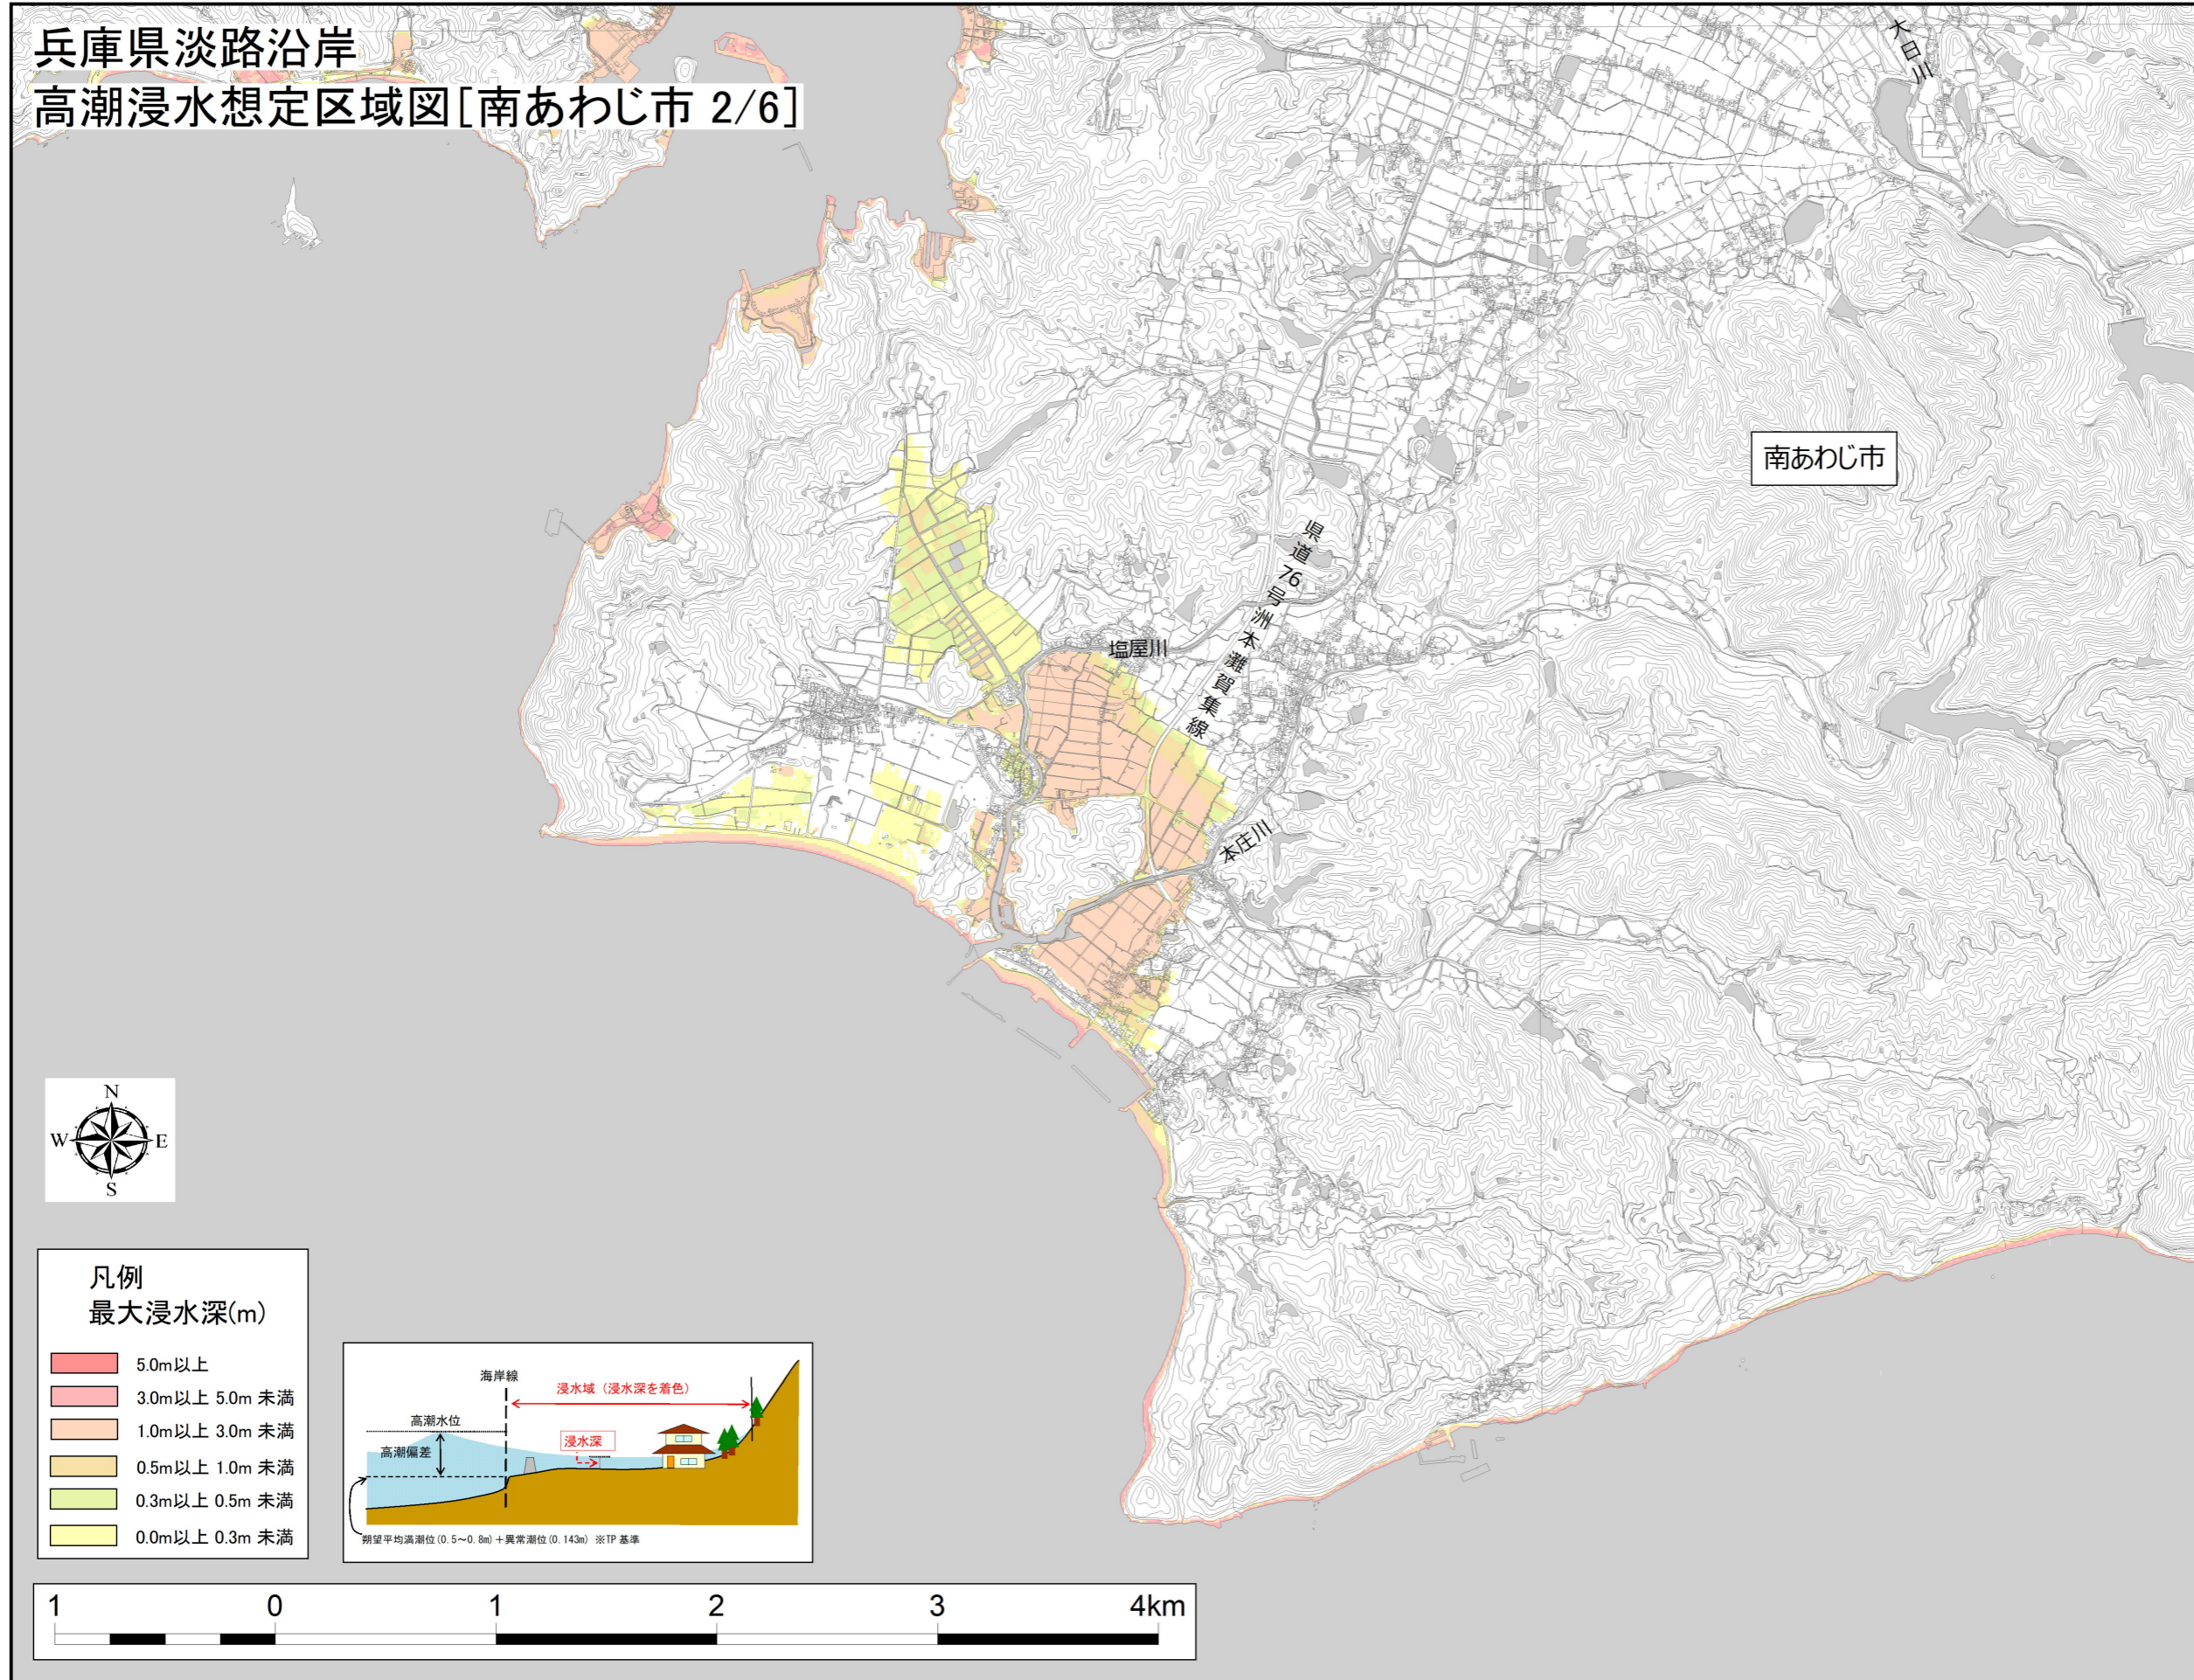 兵庫県淡路沿岸
高潮浸水想定区域図[南あわじ市 2/6]
大日川
南あわじ市
県道76号洲本灘賀集線
塩屋川
本庄川
N
W
E
S
凡例
最大浸水深(m)
5.0m以上
3.0m以上 5.0m 未満
1.0m以上 3.0m 未満
0.5m以上 1.0m 未満
0.3m以上 0.5m 未満
0.0m以上 0.3m 未満
海岸線
浸水域（浸水深を着色）
高潮水位
高潮偏差
浸水深
朔望平均満潮位(0.5～0.8m)＋異常潮位(0.143m) ※TP基準
1 0 1 2 3 4km